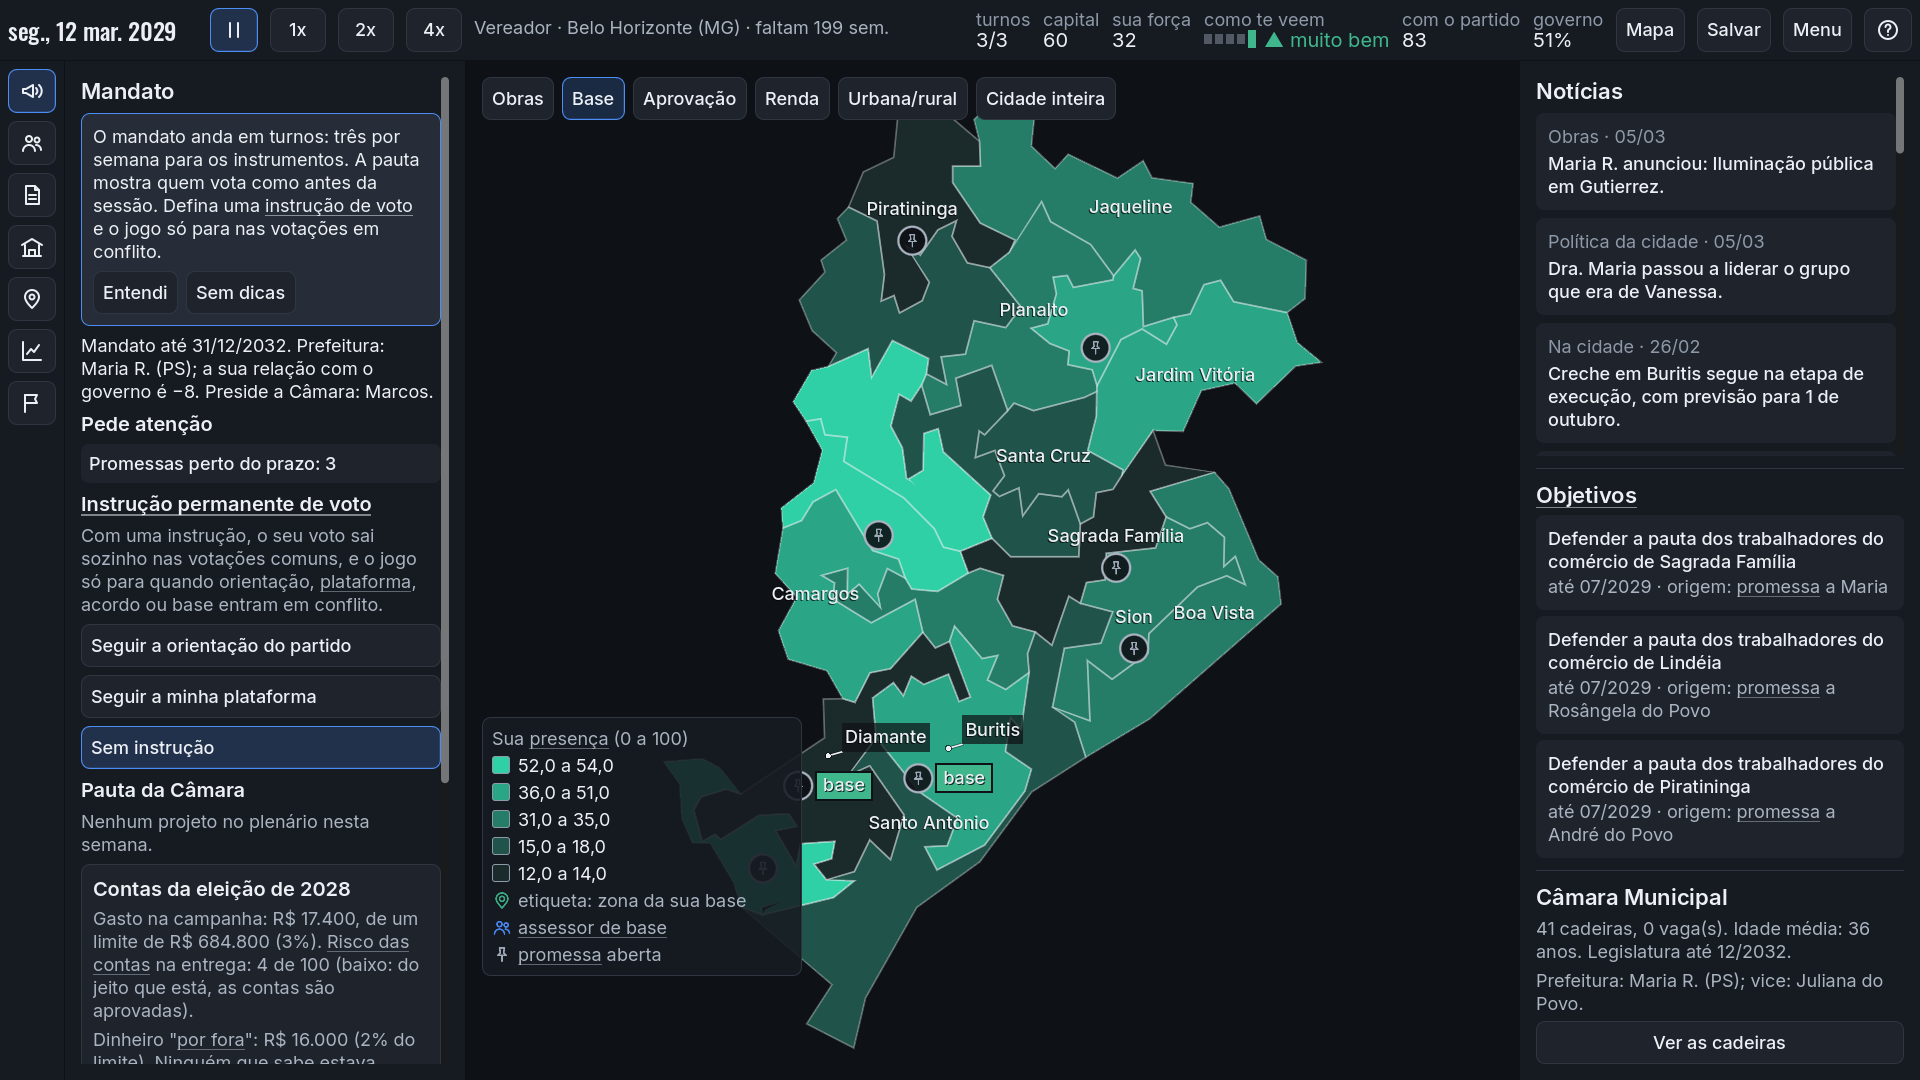 seg., 12 mar. 2029
1x
2x
4x
Vereador · Belo Horizonte (MG) · faltam 199 sem.
turnos
3/3
capital
60
sua força
32
como te veem
muito bem
com o partido
83
governo
51%
Mapa
Salvar
Menu
Mandato
O mandato anda em turnos: três por
semana para os instrumentos. A pauta
mostra quem vota como antes da
sessão. Defina uma instrução de voto
e o jogo só para nas votações em
conflito.
Entendi
Sem dicas
Mandato até 31/12/2032. Prefeitura:
Maria R. (PS); a sua relação com o
governo é −8. Preside a Câmara: Marcos.
Pede atenção
Promessas perto do prazo: 3
Instrução permanente de voto
Com uma instrução, o seu voto sai
sozinho nas votações comuns, e o jogo
só para quando orientação, plataforma,
acordo ou base entram em conflito.
Seguir a orientação do partido
Seguir a minha plataforma
Sem instrução
Pauta da Câmara
Nenhum projeto no plenário nesta
semana.
Contas da eleição de 2028
Gasto na campanha: R$ 17.400, de um
limite de R$ 684.800 (3%). Risco das
contas na entrega: 4 de 100 (baixo: do
jeito que está, as contas são
aprovadas).
Dinheiro "por fora": R$ 16.000 (2% do
limite). Ninguém que sabe estava
Obras
Base
Aprovação
Renda
Urbana/rural
Cidade inteira
Piratininga
Jaqueline
Planalto
Jardim Vitória
Santa Cruz
Sagrada Família
Camargos
Sion
Boa Vista
Diamante
Buritis
base
base
Santo Antônio
Sua presença (0 a 100)
52,0 a 54,0
36,0 a 51,0
31,0 a 35,0
15,0 a 18,0
12,0 a 14,0
etiqueta: zona da sua base
assessor de base
promessa aberta
Notícias
Obras · 05/03
Maria R. anunciou: Iluminação pública
em Gutierrez.
Política da cidade · 05/03
Dra. Maria passou a liderar o grupo
que era de Vanessa.
Na cidade · 26/02
Creche em Buritis segue na etapa de
execução, com previsão para 1 de
outubro.
Objetivos
Defender a pauta dos trabalhadores do
comércio de Sagrada Família
até 07/2029 · origem: promessa a Maria
Defender a pauta dos trabalhadores do
comércio de Lindéia
até 07/2029 · origem: promessa a
Rosângela do Povo
Defender a pauta dos trabalhadores do
comércio de Piratininga
até 07/2029 · origem: promessa a
André do Povo
Câmara Municipal
41 cadeiras, 0 vaga(s). Idade média: 36
anos. Legislatura até 12/2032.
Prefeitura: Maria R. (PS); vice: Juliana do
Povo.
Ver as cadeiras